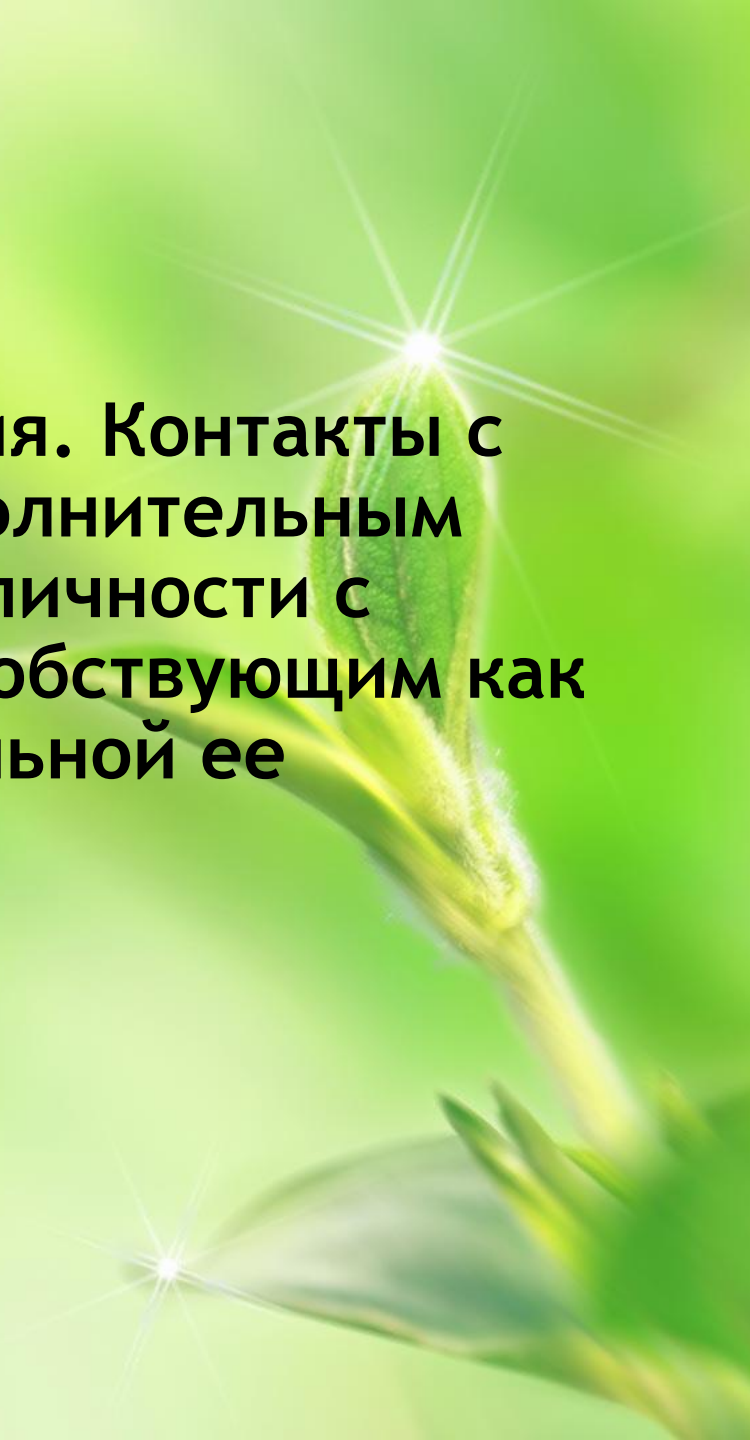 ия. Контакты с
олнительным
личности с
обствующим как
льной ее